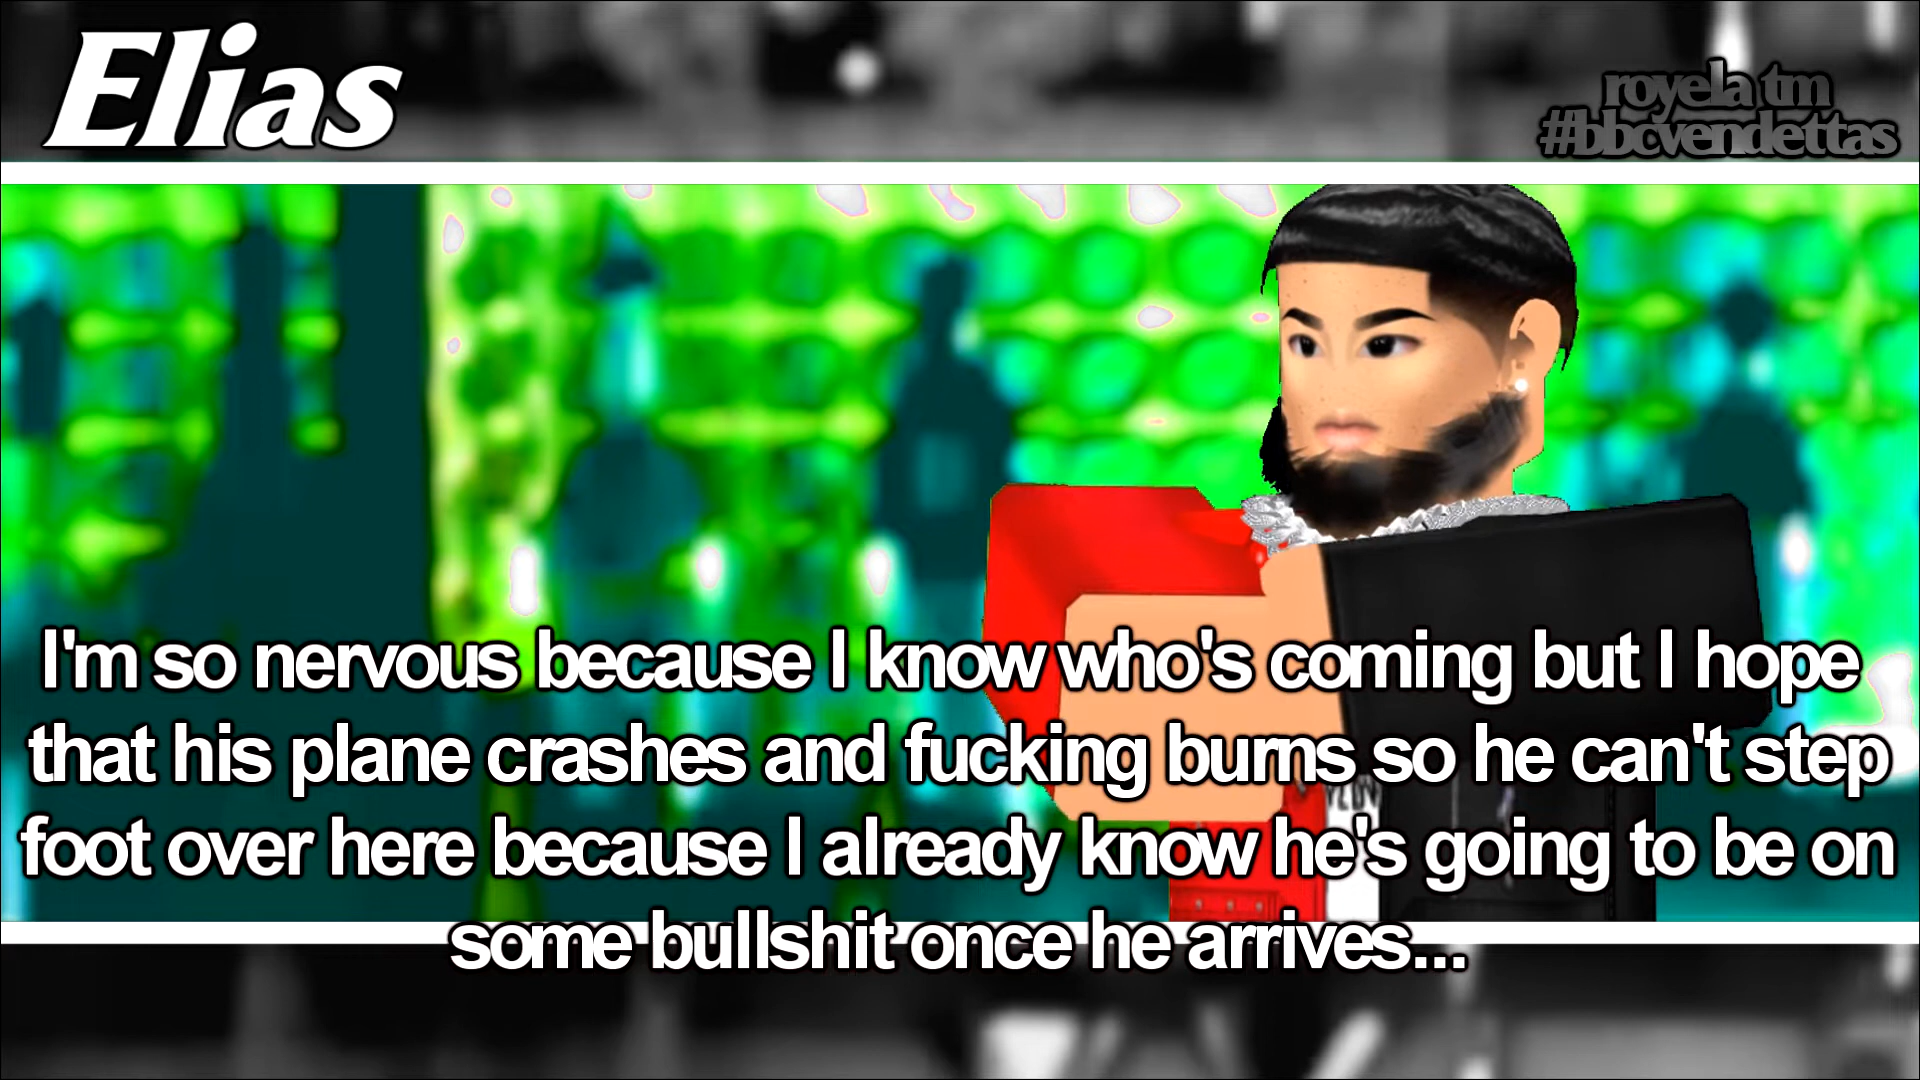 Elias
royela tm
#bbcvendettas
I'm so nervous because I know who's coming but I hope
that his plane crashes and fucking burns so he can't step
foot over here because I already know he's going to be on
some bullshit once he arrives...